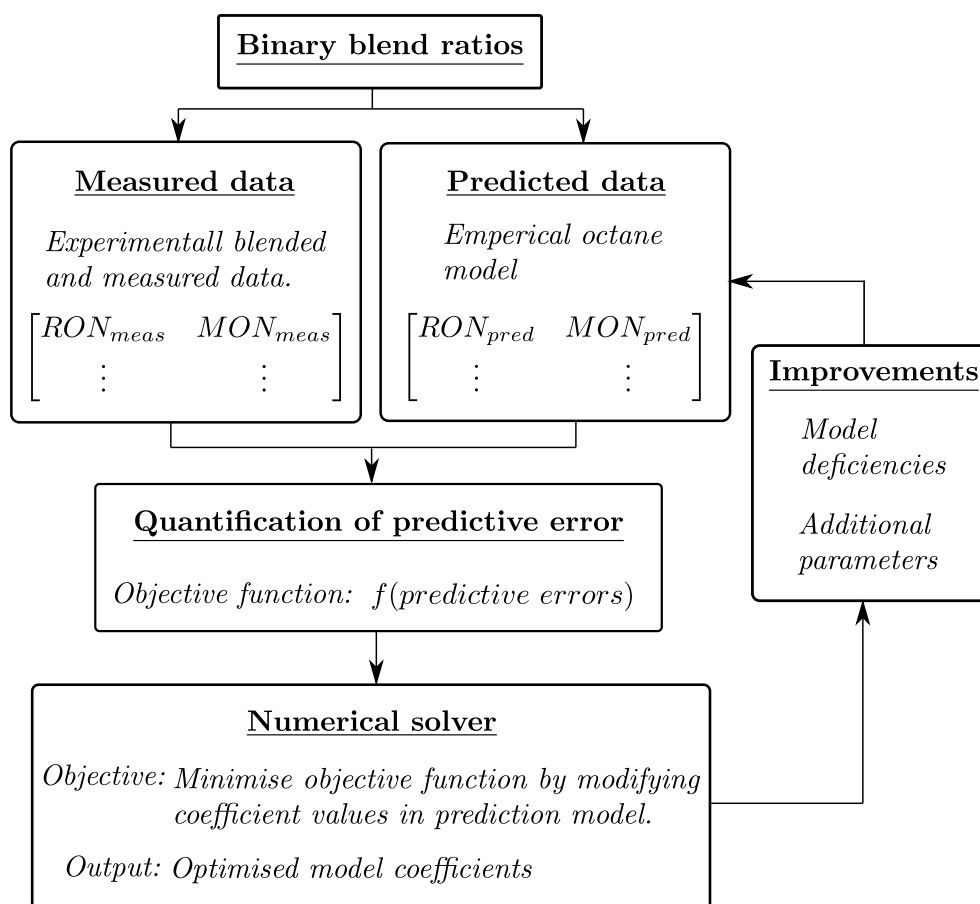 Binary blend ratios
Measured data
Experimentall blended
and measured data.
RON_meas MON_meas
⋮ ⋮
Predicted data
Emperical octane
model
RON_pred MON_pred
⋮ ⋮
Improvements
Model
deficiencies
Additional
parameters
Quantification of predictive error
Objective function: f(predictive errors)
Numerical solver
Objective: Minimise objective function by modifying
coefficient values in prediction model.
Output: Optimised model coefficients